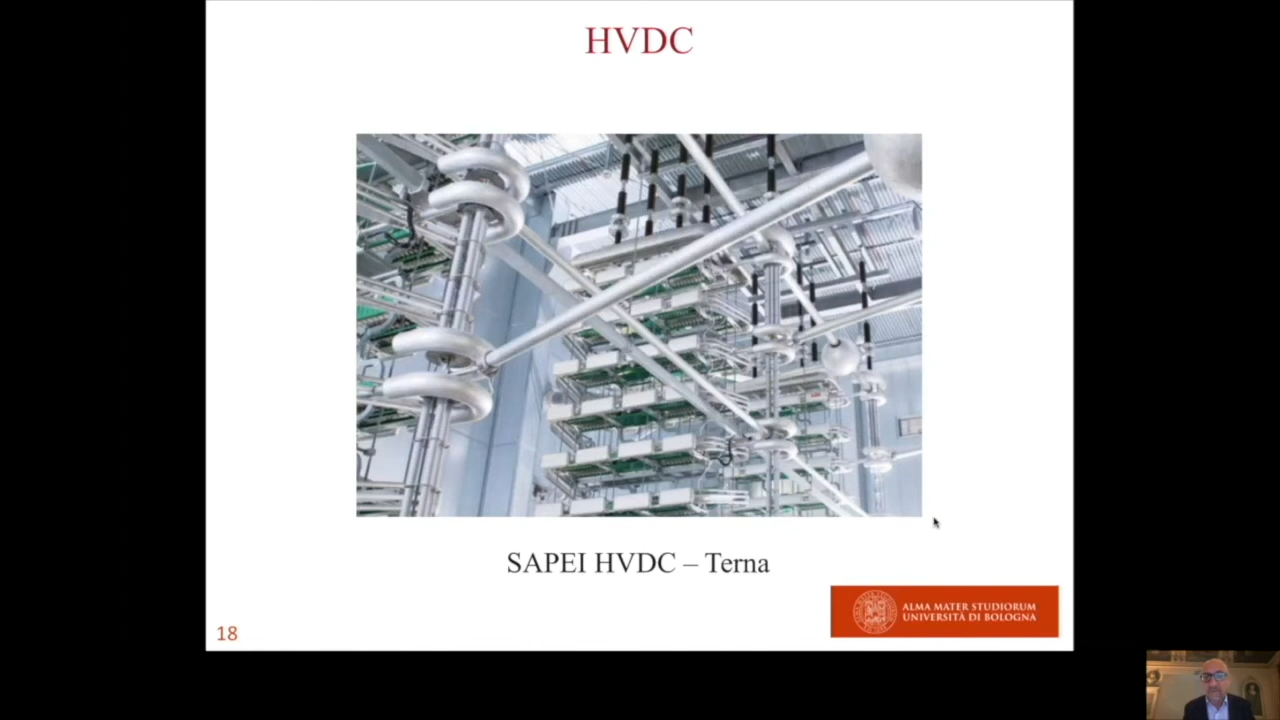 HVDC
SAPEI HVDC – Terna
ALMA MATER STUDIORUM
UNIVERSITÀ DI BOLOGNA
18